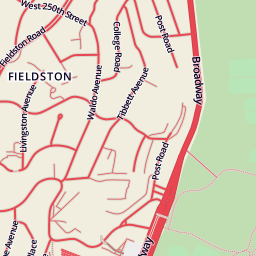 West 250th Street
Fieldston Road
College Road
Post Road
FIELDSTON
Waldo Avenue
Tibbett Avenue
Broadway
Livingston Avenue
Post Road